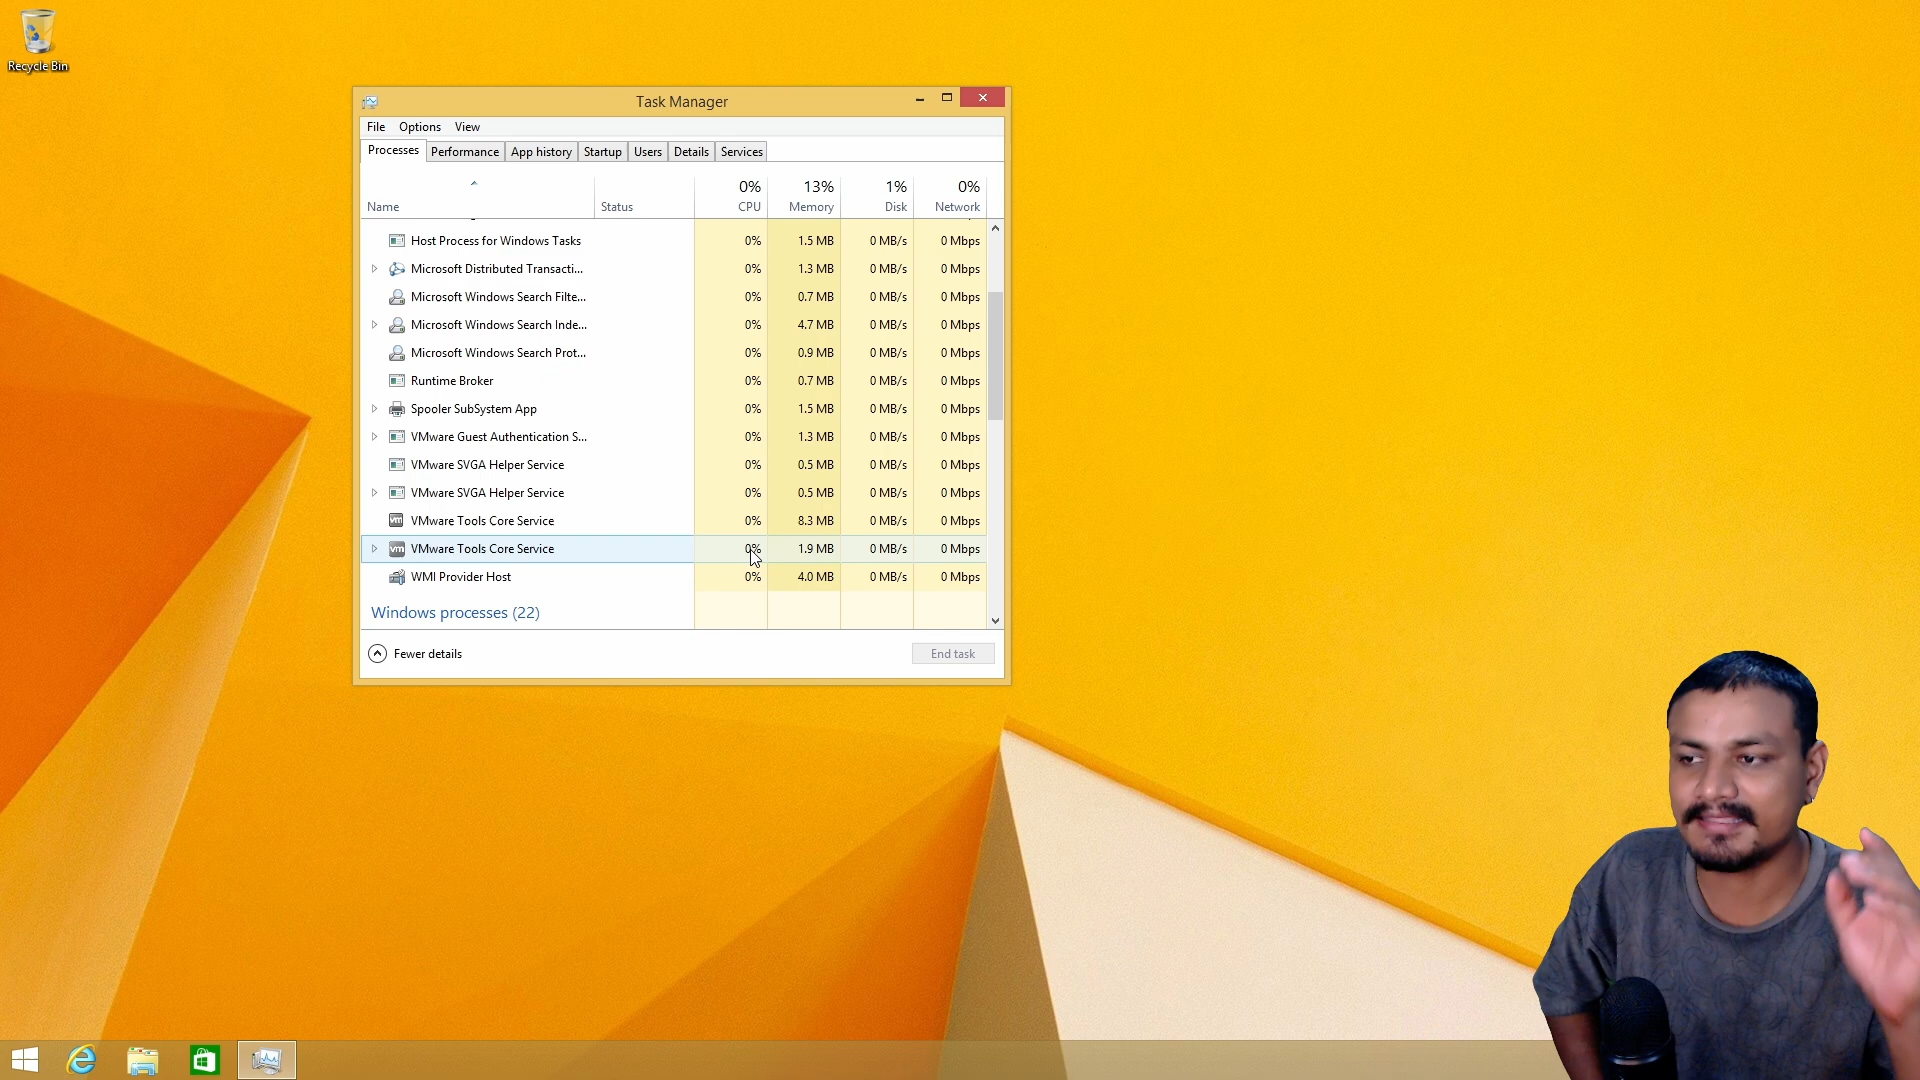 Recycle Bin
Task Manager
File Options View
Processes Performance App history Startup Users Details Services
0% 13% 1% 0%
Name Status CPU Memory Disk Network
Host Process for Windows Tasks 0% 1.5 MB 0 MB/s 0 Mbps
Microsoft Distributed Transacti... 0% 1.3 MB 0 MB/s 0 Mbps
Microsoft Windows Search Filte... 0% 0.7 MB 0 MB/s 0 Mbps
Microsoft Windows Search Inde... 0% 4.7 MB 0 MB/s 0 Mbps
Microsoft Windows Search Prot... 0% 0.9 MB 0 MB/s 0 Mbps
Runtime Broker 0% 0.7 MB 0 MB/s 0 Mbps
Spooler SubSystem App 0% 1.5 MB 0 MB/s 0 Mbps
VMware Guest Authentication S... 0% 1.3 MB 0 MB/s 0 Mbps
VMware SVGA Helper Service 0% 0.5 MB 0 MB/s 0 Mbps
VMware SVGA Helper Service 0% 0.5 MB 0 MB/s 0 Mbps
vm VMware Tools Core Service 0% 8.3 MB 0 MB/s 0 Mbps
vm VMware Tools Core Service 0% 1.9 MB 0 MB/s 0 Mbps
WMI Provider Host 0% 4.0 MB 0 MB/s 0 Mbps
Windows processes (22)
Fewer details End task